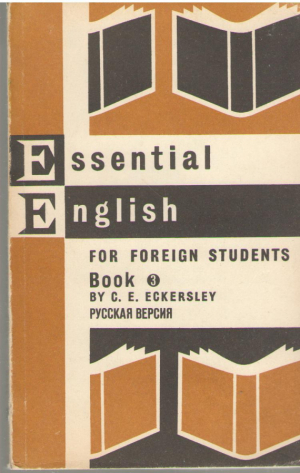 Essential
English
FOR FOREIGN STUDENTS
Book 3
BY C. E. ECKERSLEY
РУССКАЯ ВЕРСИЯ